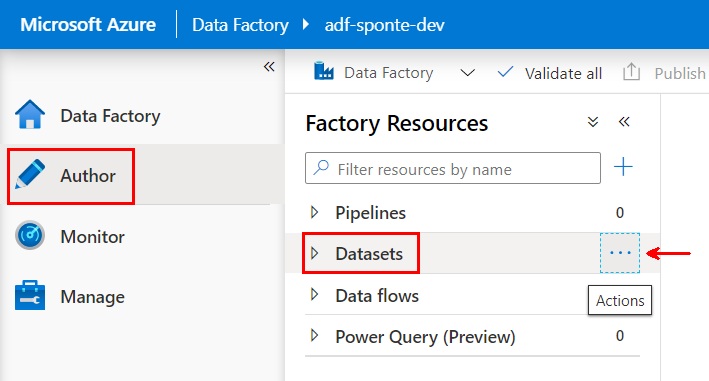 Microsoft Azure Data Factory adf-sponte-dev
«
Data Factory
Author
Monitor
Manage
Data Factory Validate all Publish
Factory Resources «
Filter resources by name
Pipelines 0
Datasets ...
Data flows
Actions
Power Query (Preview) 0